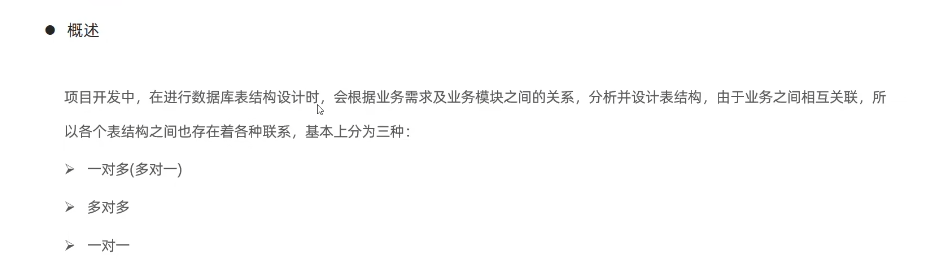 ● 概述
项目开发中，在进行数据库表结构设计时，会根据业务需求及业务模块之间的关系，分析并设计表结构，由于业务之间相互关联，所
以各个表结构之间也存在着各种联系，基本上分为三种：
➢ 一对多(多对一)
➢ 多对多
➢ 一对一